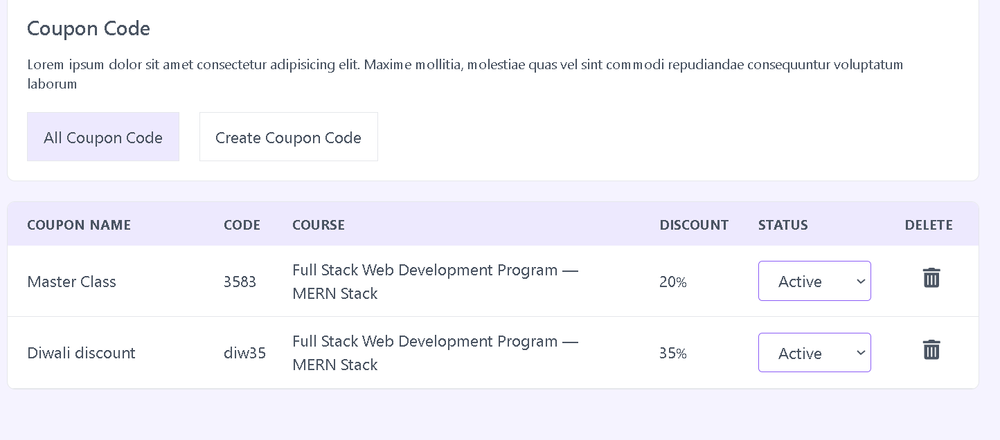 Coupon Code
Lorem ipsum dolor sit amet consectetur adipisicing elit. Maxime mollitia, molestiae quas vel sint commodi repudiandae consequuntur voluptatum
laborum
All Coupon Code
Create Coupon Code
COUPON NAME CODE COURSE DISCOUNT STATUS DELETE
Master Class 3583 Full Stack Web Development Program — 20% Active
MERN Stack
Diwali discount diw35 Full Stack Web Development Program — 35% Active
MERN Stack